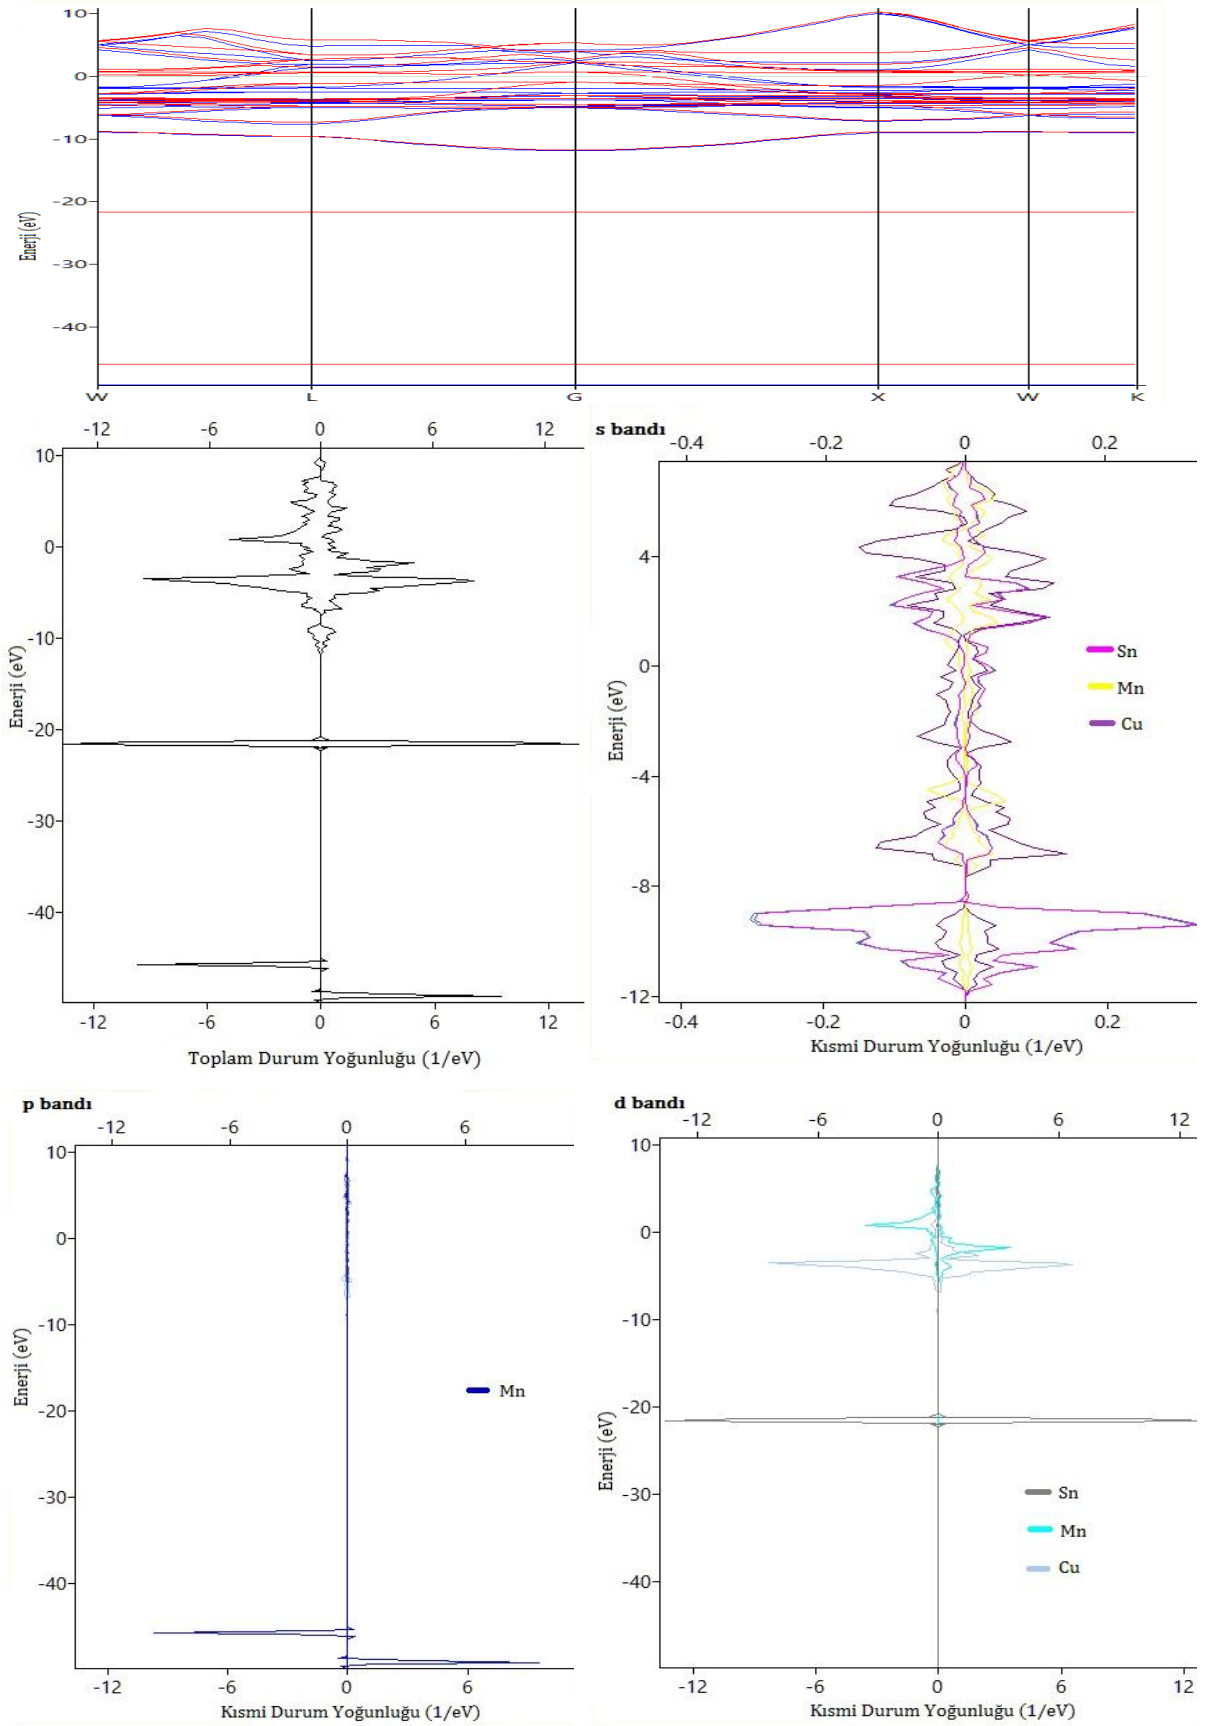 10
0
-10
-20
-30
-40
Enerji (eV)
W L G X W K
-12 -6 0 6 12
10
0
-10
-20
-30
-40
Enerji (eV)
-12 -6 0 6 12
Toplam Durum Yoğunluğu (1/eV)
s bandı
-0.4 -0.2 0 0.2
4
0
-4
-8
-12
Enerji (eV)
Sn
Mn
Cu
-0.4 -0.2 0 0.2
Kısmi Durum Yoğunluğu (1/eV)
p bandı
-12 -6 0 6
10
0
-10
-20
-30
-40
Enerji (eV)
Mn
-12 -6 0 6
Kısmi Durum Yoğunluğu (1/eV)
d bandı
-12 -6 0 6 12
10
0
-10
-20
-30
-40
Enerji (eV)
Sn
Mn
Cu
-12 -6 0 6 12
Kısmi Durum Yoğunluğu (1/eV)